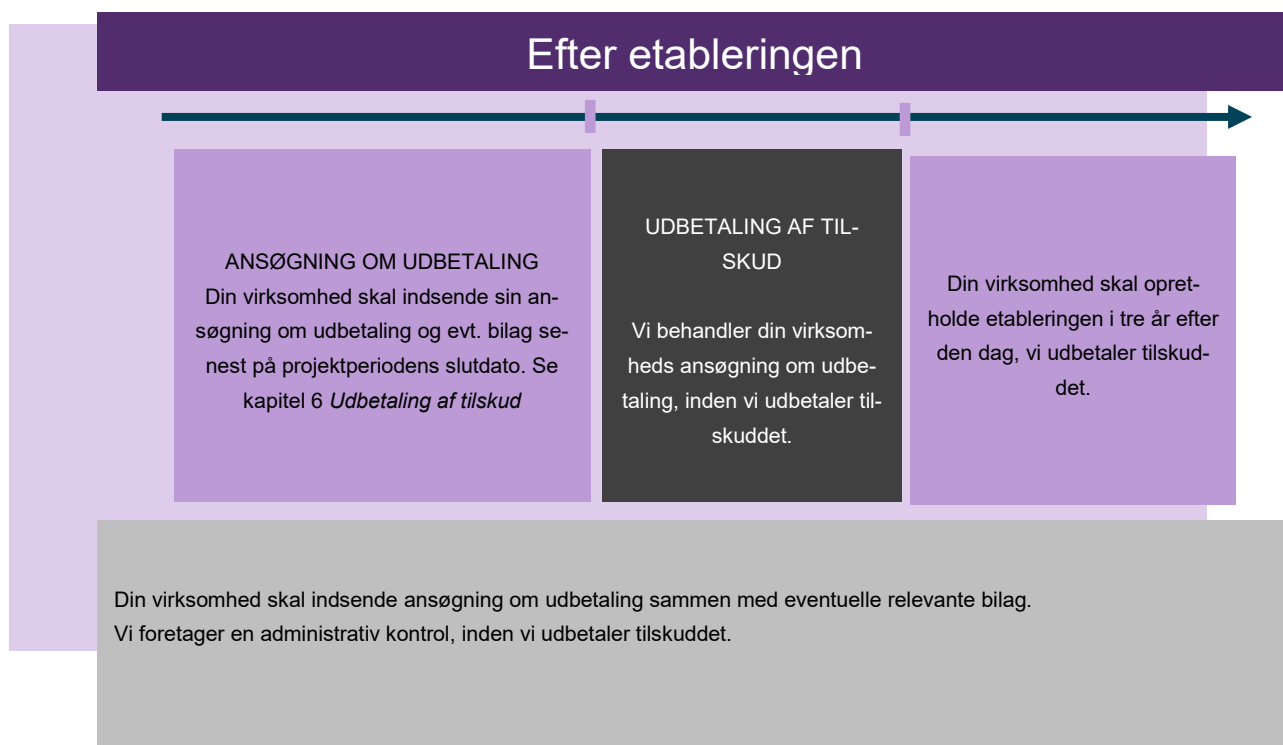 Efter etableringen
ANSØGNING OM UDBETALING
Din virksomhed skal indsende sin an-
søgning om udbetaling og evt. bilag se-
nest på projektperiodens slutdato. Se
kapitel 6 Udbetaling af tilskud
UDBETALING AF TIL-
SKUD
Vi behandler din virksom-
heds ansøgning om udbe-
taling, inden vi udbetaler til-
skuddet.
Din virksomhed skal opret-
holde etableringen i tre år efter
den dag, vi udbetaler tilskud-
det.
Din virksomhed skal indsende ansøgning om udbetaling sammen med eventuelle relevante bilag.
Vi foretager en administrativ kontrol, inden vi udbetaler tilskuddet.